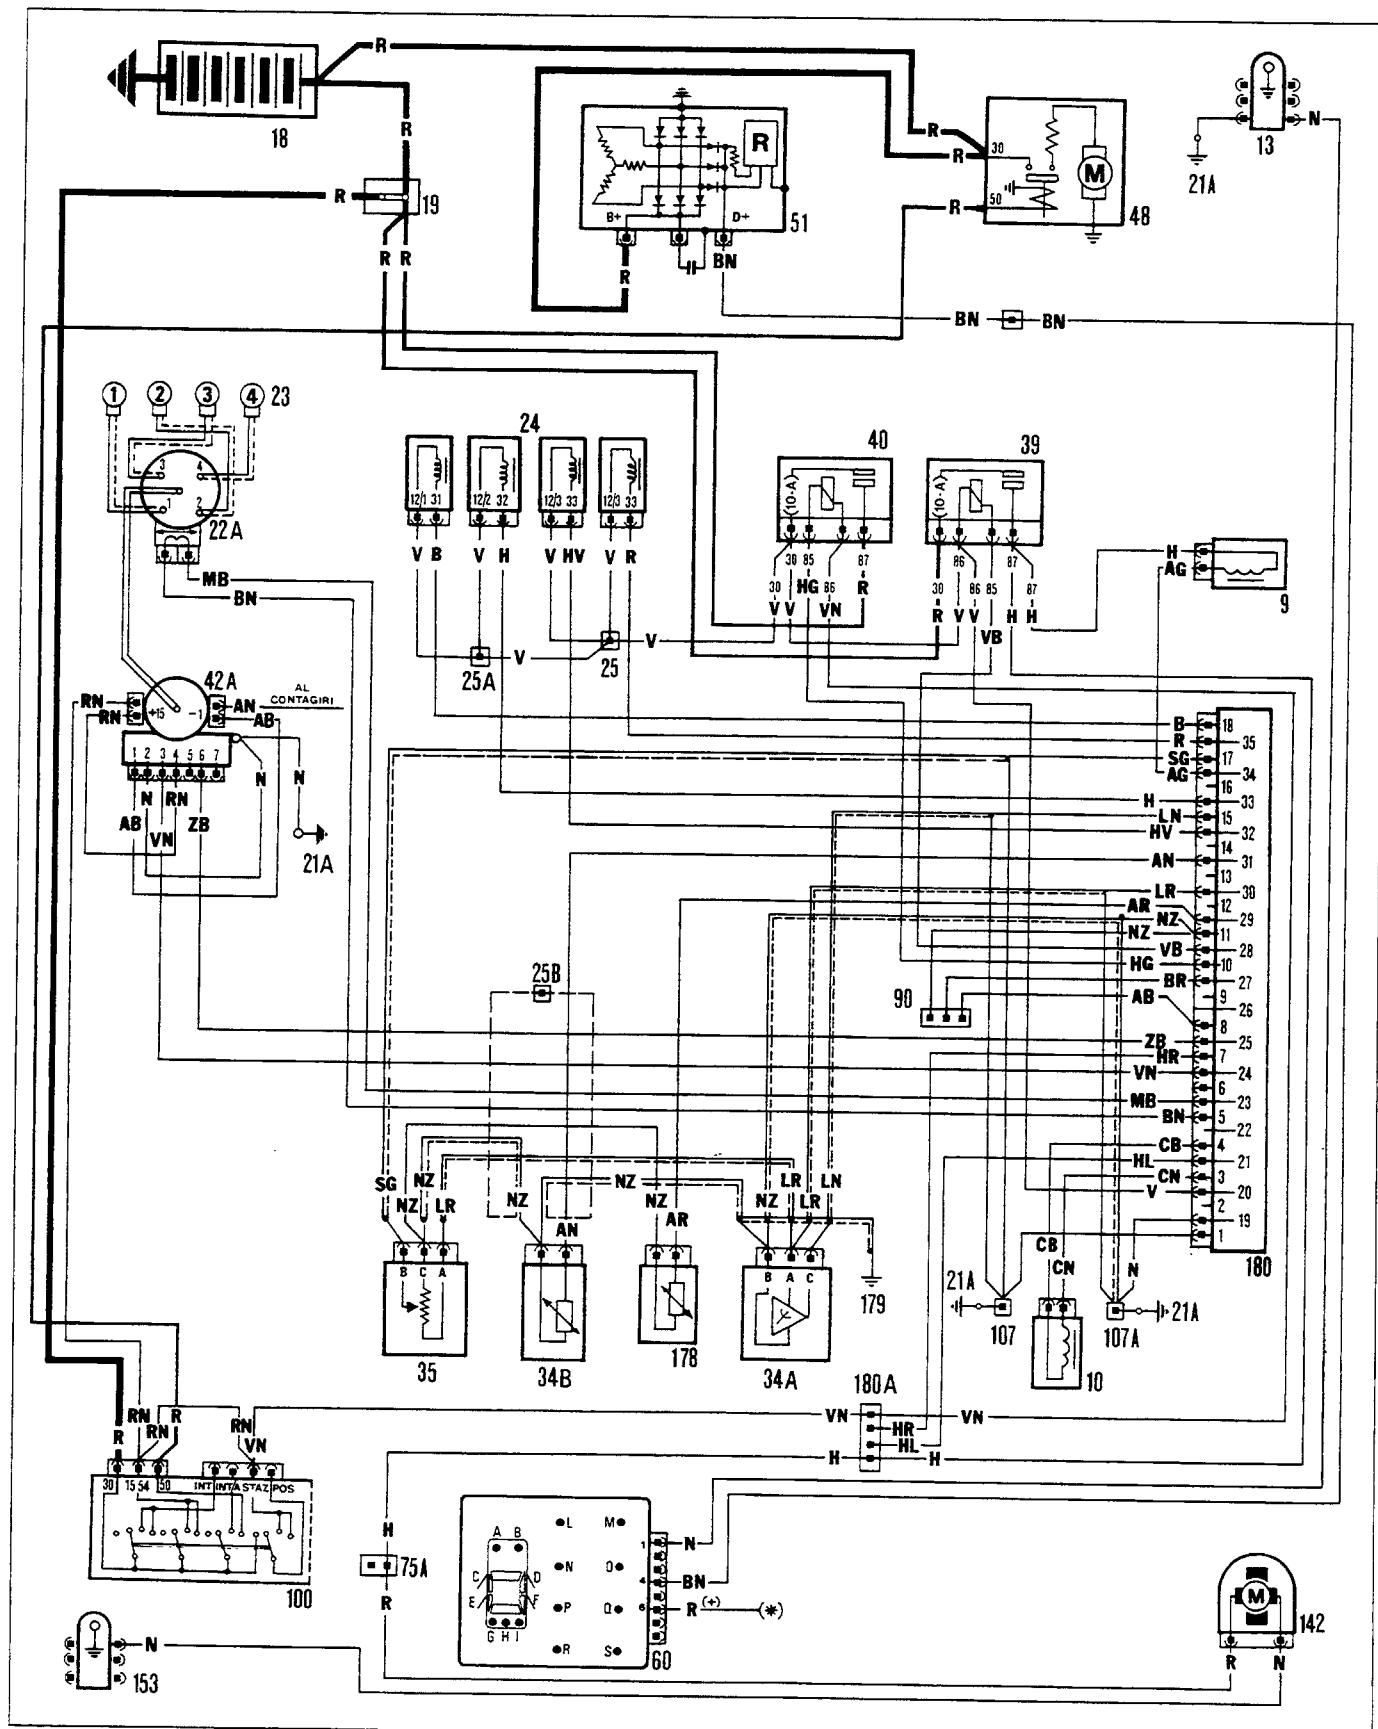 R
18
R
R
19
R R
R
B+ D+
51
R
BN
R
R
30
M
50
R
48
13
N
21A
BN BN
1 2 3 4 23
3 4
1 2
22A
MB
BN
24
12/1 31
12/2 32
12/3 33
12/3 33
V B V H V HV V R
25A
V
25
V
40
(10-A)
30 85 87
30 HG 86 R
V V VN
39
(10-A)
86 87
30 86 85 87
R V V VB H H
H
AG
9
42A
RN
RN
+15 -1
AN
AL
CONTAGIRI
AB
1 2 3 4 5 6 7
N RN
AB ZB
VN
N
N
21A
B 18
R 35
SG 17
AG 34
16
H 33
LN 15
HV 32
14
AN 31
13
LR 30
12
AR 29
NZ
NZ 11
VB 28
HG 10
BR 27
9
26
AB 8
ZB 25
HR 7
VN 24
6
MB 23
BN 5
22
CB 4
HL 21
CN 3
V 20
2
19
1
180
25B
90
SG NZ NZ LR
NZ AN
NZ
NZ AR
NZ LR LR LN
B C A
35
34B
178
B A C
34A
179
21A
107
CB CN
N
107A
21A
10
180A
VN VN
HR
HL
H H
R RN RN R
RN VN
30 15 54 50
INT INTA STAZ POS
100
H
75A
R
A B
C D
E F
G H I
L M
N O
P Q
R S
1 N
4 BN
6 R (+) (*)
60
153
N
M
142
R N